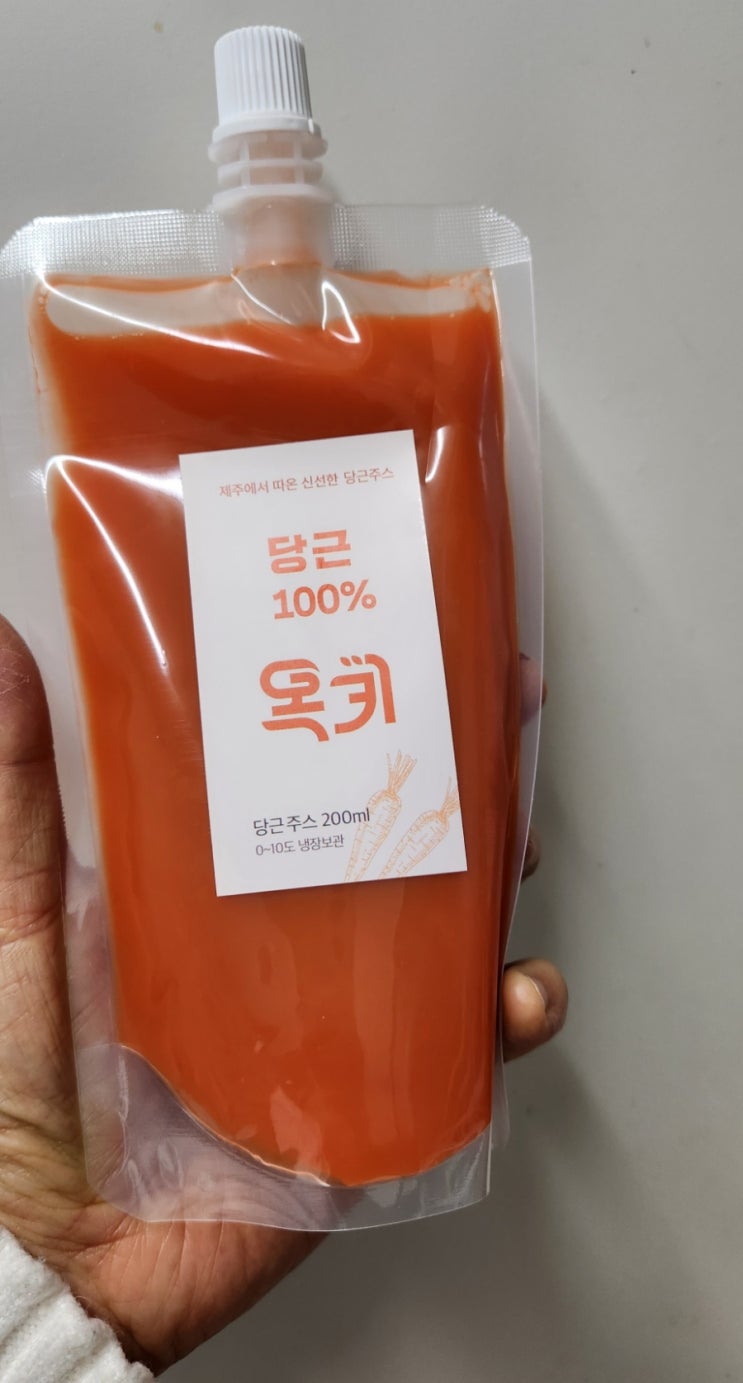 제주에서 따온 신선한 당근주스
당근
100%
옥키
당근 주스 200ml
0~10도 냉장보관